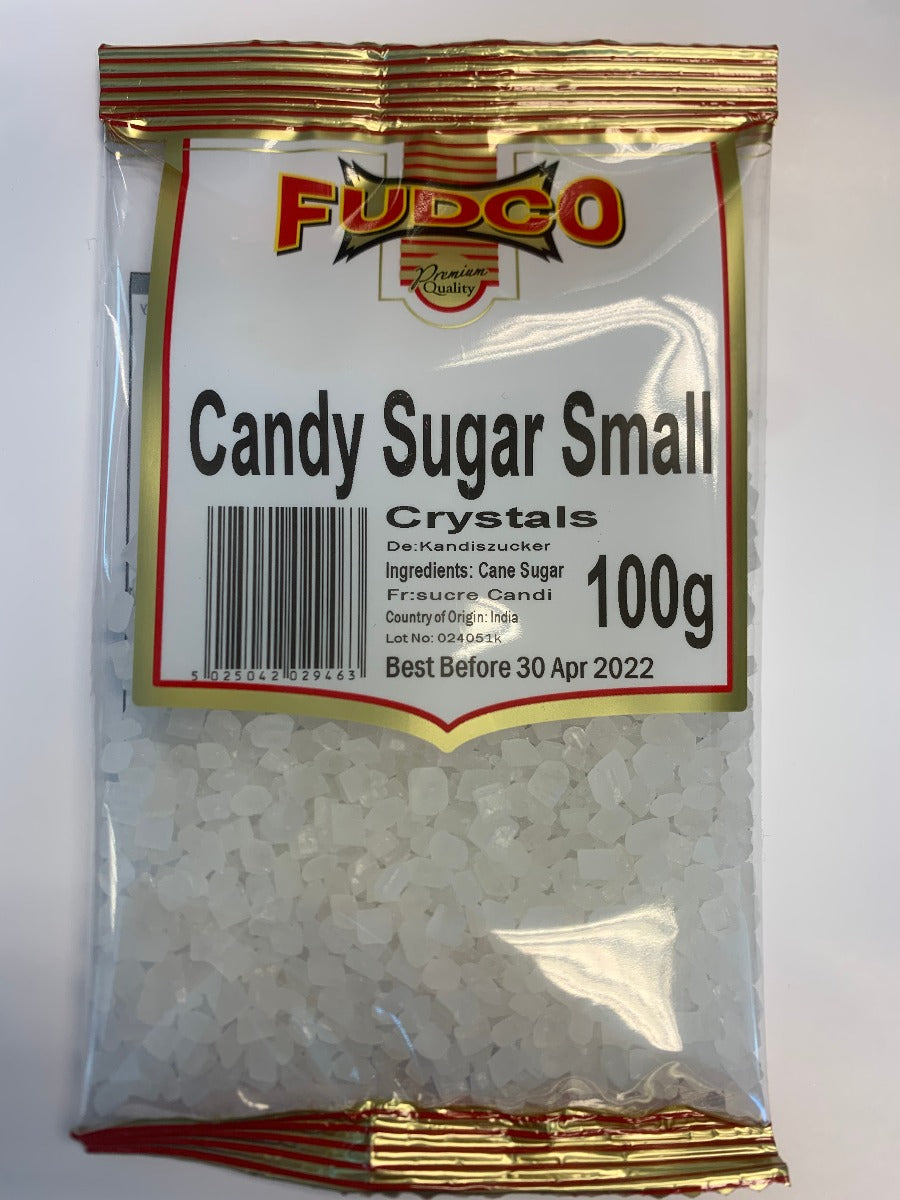 FUDCO
Premium
Quality
Candy Sugar Small
Crystals
De:Kandiszucker
Ingredients: Cane Sugar
Fr:sucre Candi
100g
Country of Origin: India
Lot No: 024051k
Best Before 30 Apr 2022
5 025042 029463